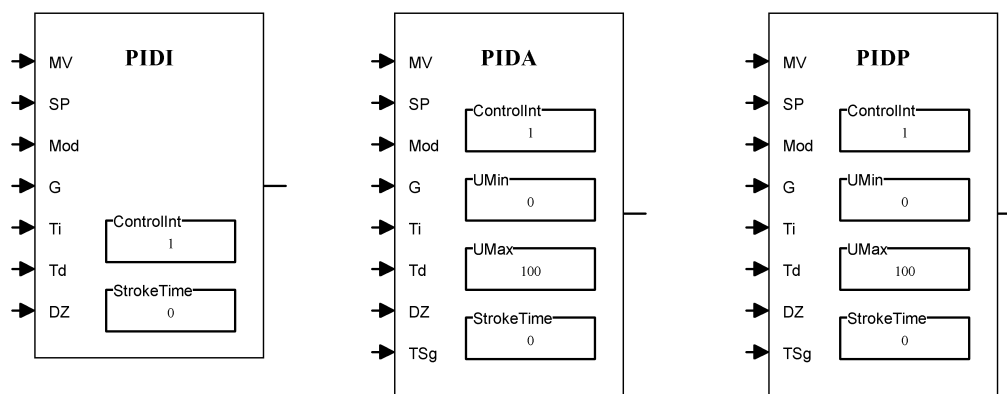 PIDI
MV
SP
Mod
G
Ti
Td
DZ
ControlInt
1
StrokeTime
0
PIDA
MV
SP
Mod
G
Ti
Td
DZ
TSg
ControlInt
1
UMin
0
UMax
100
StrokeTime
0
PIDP
MV
SP
Mod
G
Ti
Td
DZ
TSg
ControlInt
1
UMin
0
UMax
100
StrokeTime
0